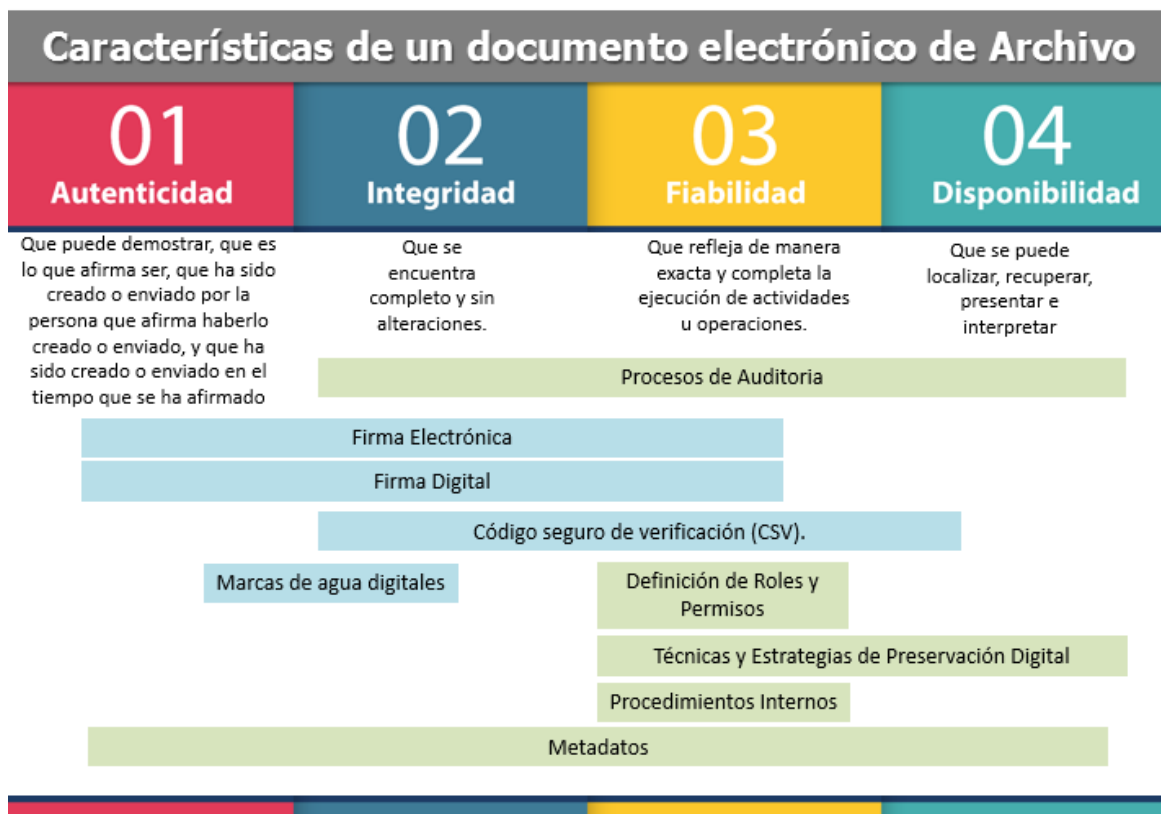 Características de un documento electrónico de Archivo
01
Autenticidad
02
Integridad
03
Fiabilidad
04
Disponibilidad
Que puede demostrar, que es
lo que afirma ser, que ha sido
creado o enviado por la
persona que afirma haberlo
creado o enviado, y que ha
sido creado o enviado en el
tiempo que se ha afirmado
Que se
encuentra
completo y sin
alteraciones.
Que refleja de manera
exacta y completa la
ejecución de actividades
u operaciones.
Que se puede
localizar, recuperar,
presentar e
interpretar
Procesos de Auditoria
Firma Electrónica
Firma Digital
Código seguro de verificación (CSV).
Marcas de agua digitales
Definición de Roles y
Permisos
Técnicas y Estrategias de Preservación Digital
Procedimientos Internos
Metadatos